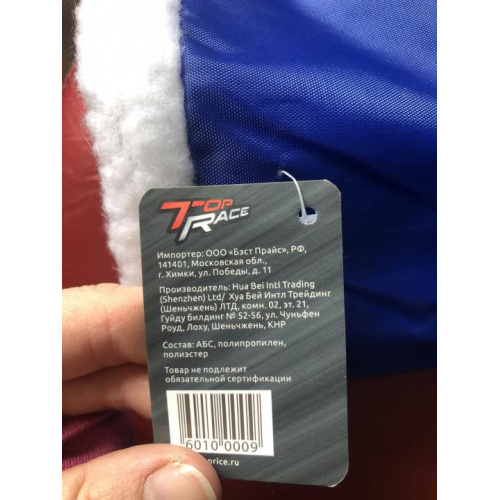 TOP
RACE
Импортер: ООО «Бэст Прайс», РФ,
141401, Московская обл.,
г. Химки, ул. Победы, д. 11
Производитель: Hua Bei Intl Trading
(Shenzhen) Ltd/ Хуа Бей Интл Трейдинг
(Шеньчжень) ЛТД, комн. 02, эт. 21,
Гуйду билдинг № 52-56, ул. Чуньфен
Роуд, Лоху, Шеньчжень, КНР
Состав: АБС, полипропилен,
полиэстер
Товар не подлежит
обязательной сертификации
6010 0009
price.ru